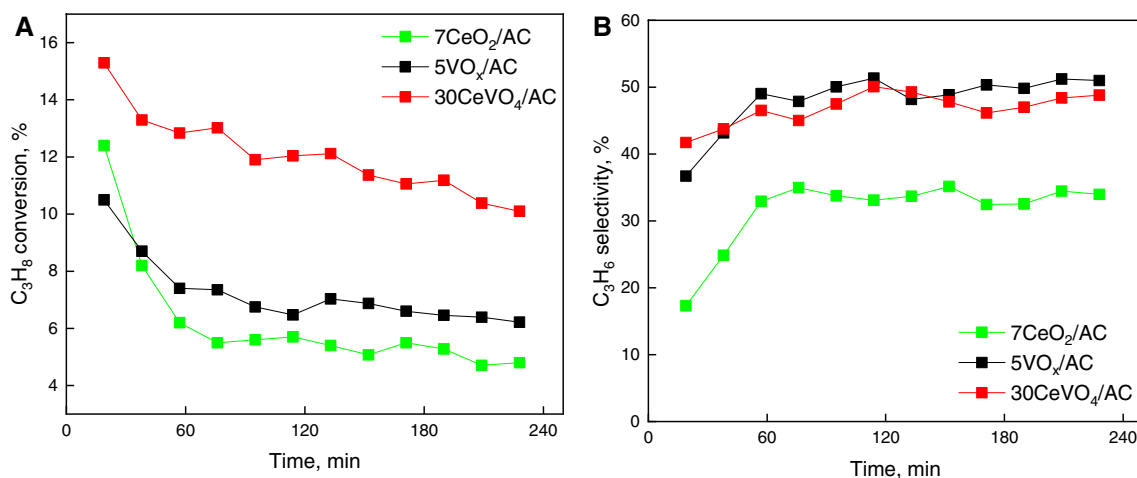 A
C₃H₈ conversion, %
16
14
12
10
8
6
4
7CeO₂/AC
5VOₓ/AC
30CeVO₄/AC
0 60 120 180 240
Time, min
B
C₃H₆ selectivity, %
60
50
40
30
20
10
0
7CeO₂/AC
5VOₓ/AC
30CeVO₄/AC
0 60 120 180 240
Time, min